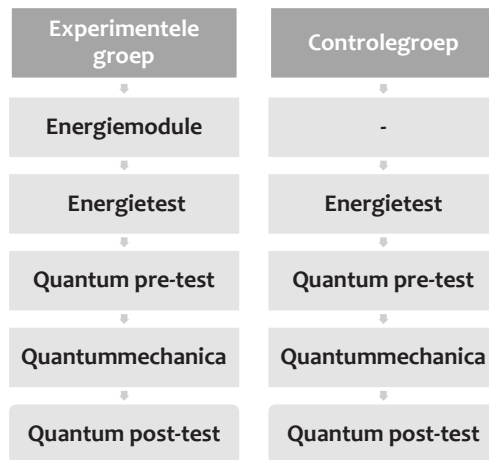 Experimentele
groep
Energiemodule
Energietest
Quantum pre-test
Quantummechanica
Quantum post-test
Controlegroep
-
Energietest
Quantum pre-test
Quantummechanica
Quantum post-test